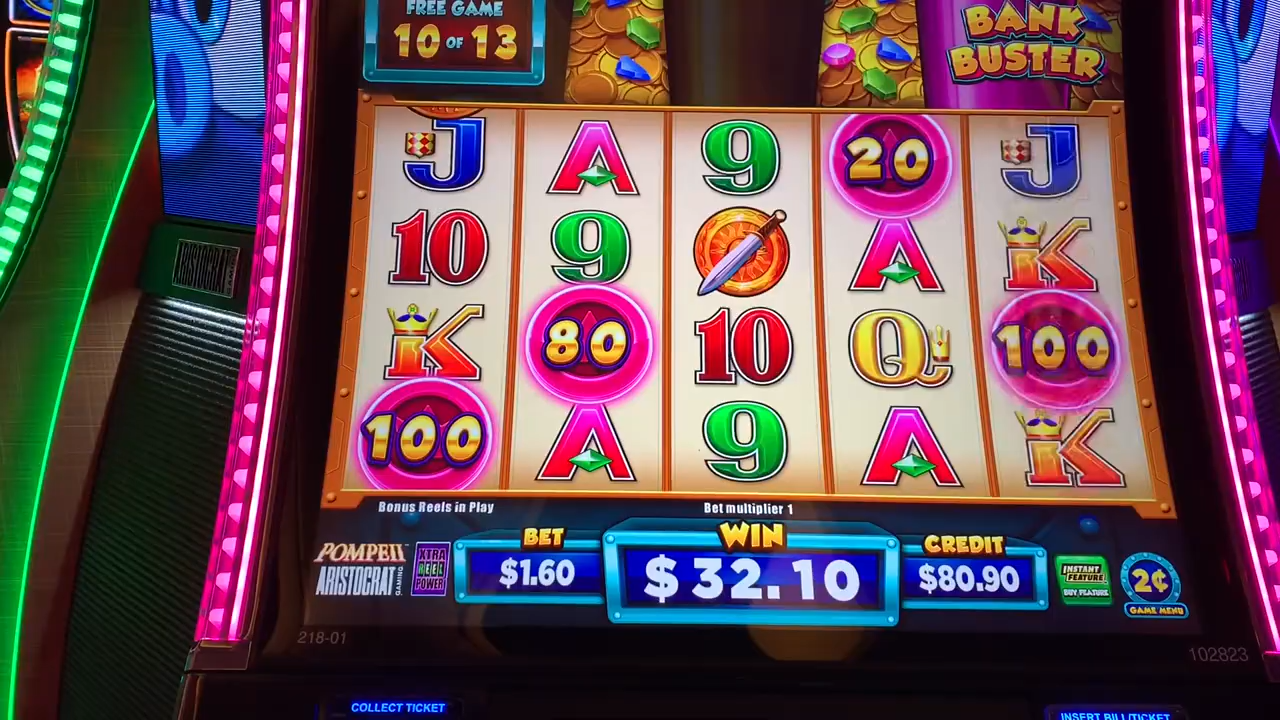 FREE GAME
10 OF 13
BANK
BUSTER
J A 9 20 J
10 9 A K
K 80 10 Q 100
100 A 9 A K
Bonus Reels in Play
Bet multiplier 1
POMPEII
ARISTOCRAT
GAMING
XTRA
REEL
POWER
BET
$1.60
WIN
$32.10
CREDIT
$80.90
INSTANT
FEATURE
BUY FEATURE
2¢
GAME MENU
218-01
102823
COLLECT TICKET
INSERT BILL/TICKET
ARISTOCRAT